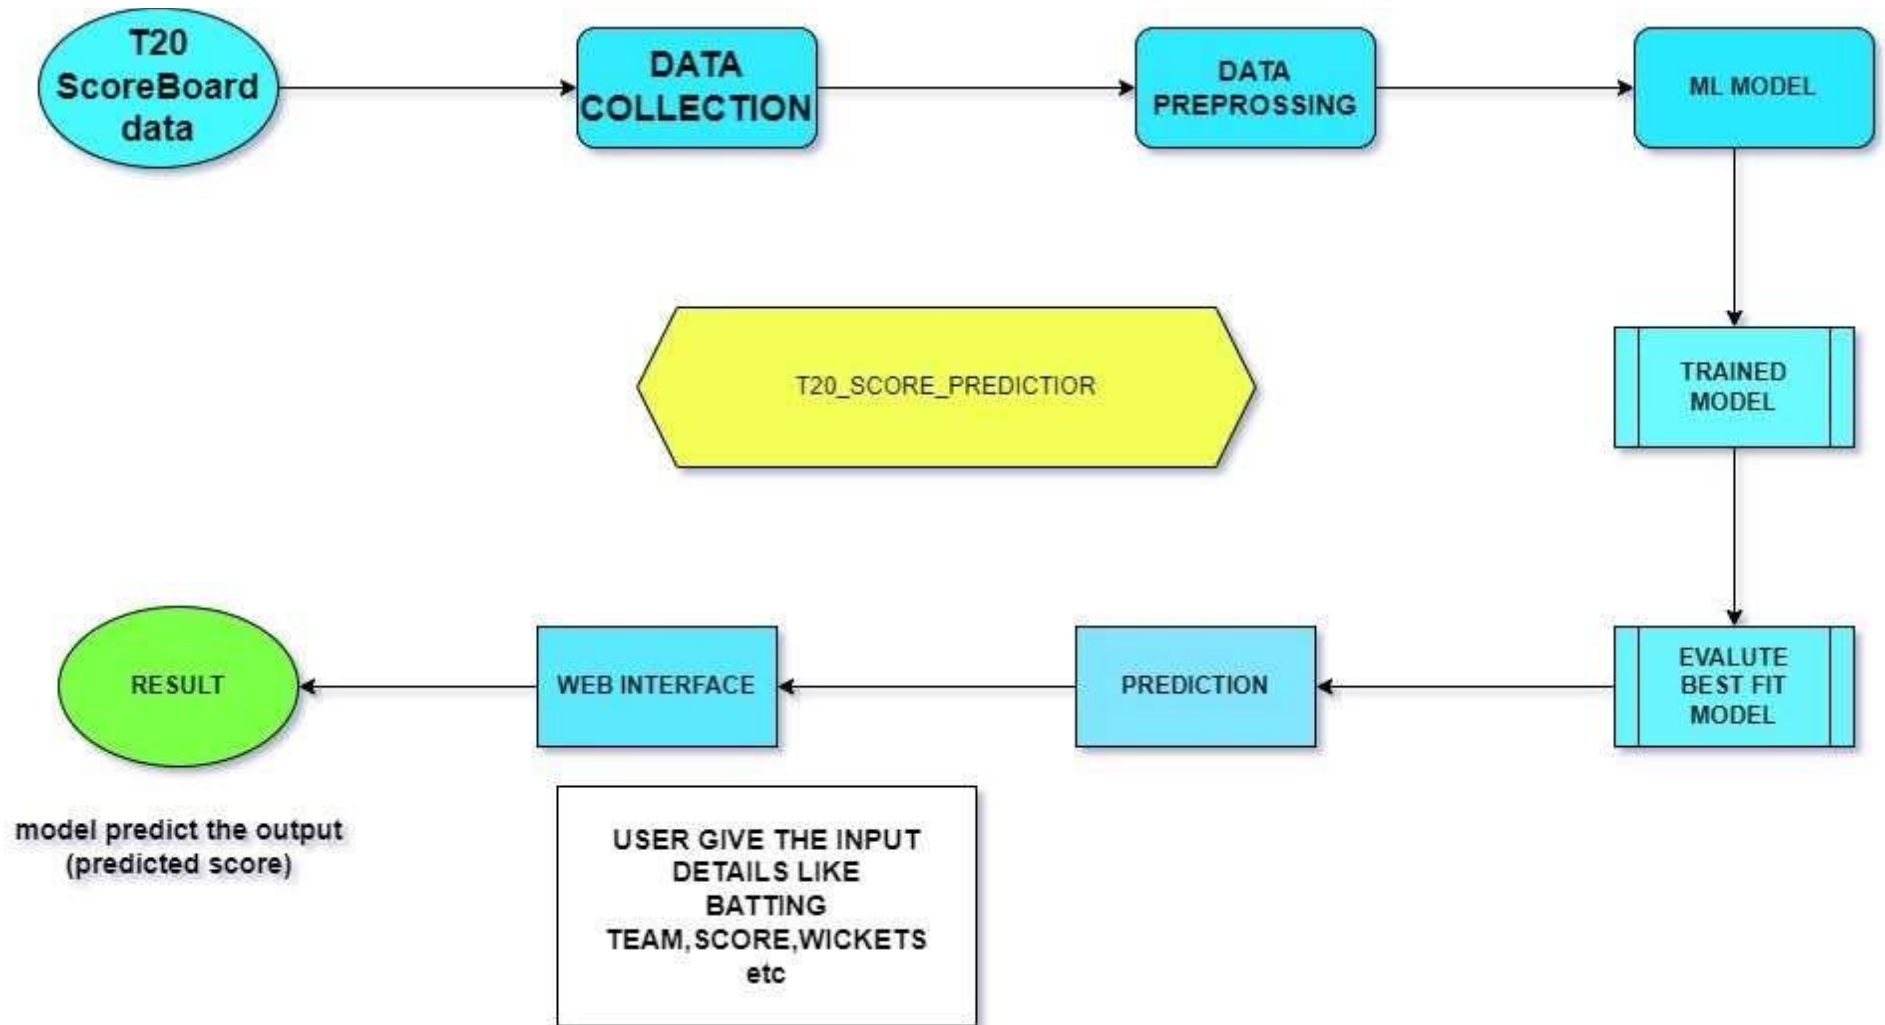 T20
ScoreBoard
data
DATA
COLLECTION
DATA
PREPROSSING
ML MODEL
T20_SCORE_PREDICTIOR
TRAINED
MODEL
RESULT
WEB INTERFACE
PREDICTION
EVALUTE
BEST FIT
MODEL
model predict the output
(predicted score)
USER GIVE THE INPUT
DETAILS LIKE
BATTING
TEAM,SCORE,WICKETS
etc